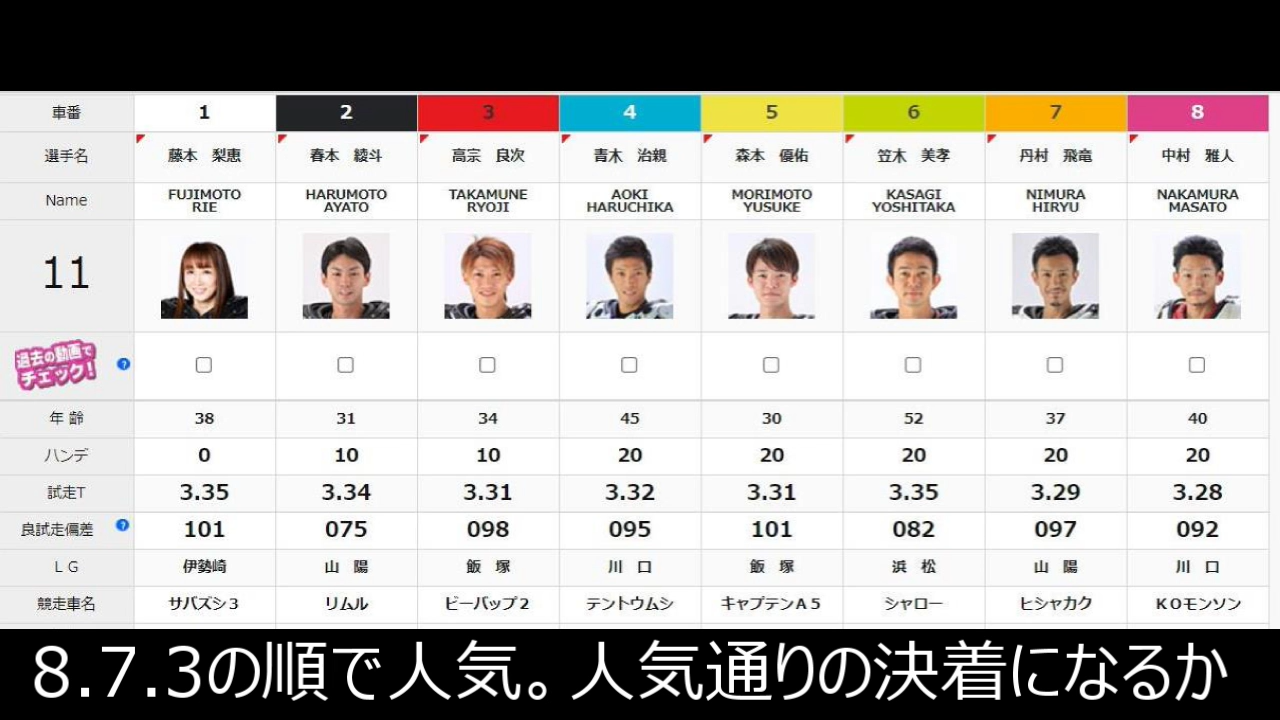 車番 1 2 3 4 5 6 7 8
選手名 藤本 梨恵 春本 綾斗 高宗 良次 青木 治親 森本 優佑 笠木 美孝 丹村 飛竜 中村 雅人
Name FUJIMOTO RIE HARUMOTO AYATO TAKAMUNE RYOJI AOKI HARUCHIKA MORIMOTO YUSUKE KASAGI YOSHITAKA NIMURA HIRYU NAKAMURA MASATO
11
過去の動画で
チェック! ?
年 齢 38 31 34 45 30 52 37 40
ハンデ 0 10 10 20 20 20 20 20
試走T 3.35 3.34 3.31 3.32 3.31 3.35 3.29 3.28
良試走偏差 ? 101 075 098 095 101 082 097 092
LG 伊勢崎 山 陽 飯 塚 川 口 飯 塚 浜 松 山 陽 川 口
競走車名 サバズシ3 リムル ビーバップ2 テントウムシ キャプテンA5 シャロー ヒシャカク KOモンソン
8.7.3の順で人気。人気通りの決着になるか